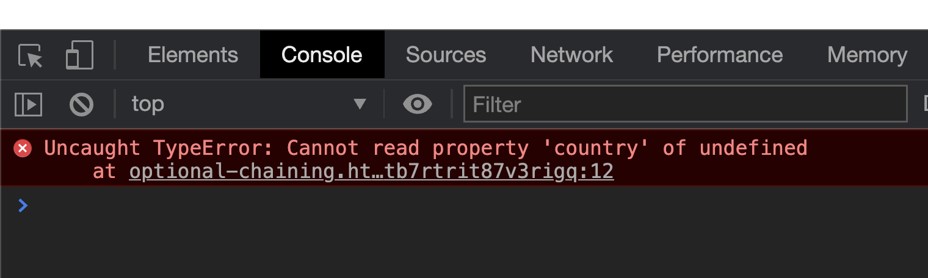 Elements Console Sources Network Performance Memory
top Filter
Uncaught TypeError: Cannot read property 'country' of undefined
at optional-chaining.ht…tb7rtrit87v3rigq:12